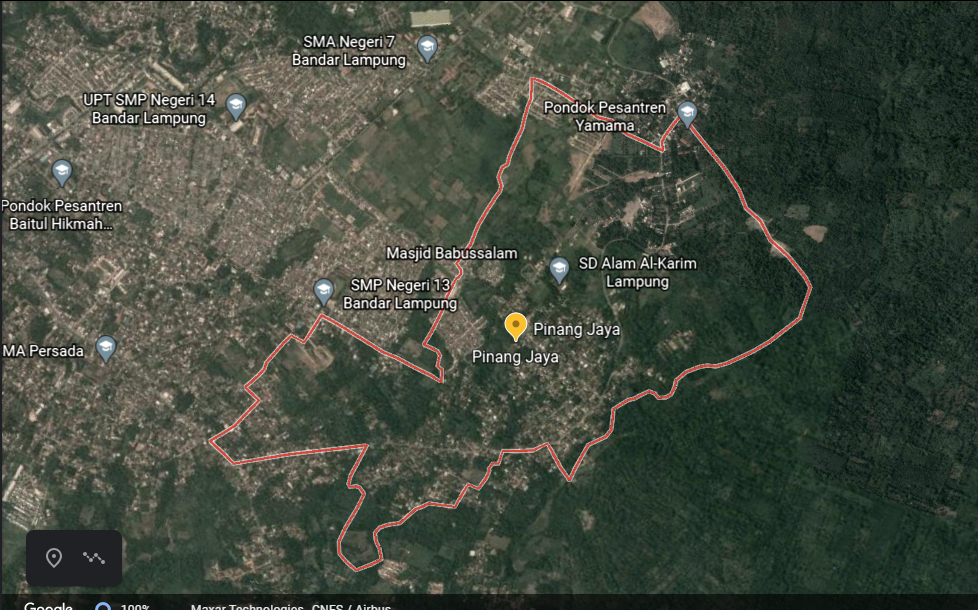 SMA Negeri 7
Bandar Lampung
UPT SMP Negeri 14
Bandar Lampung
Pondok Pesantren
Yamama
Pondok Pesantren
Baitul Hikmah...
Masjid Babussalam
SD Alam Al-Karim
Lampung
SMP Negeri 13
Bandar Lampung
Pinang Jaya
MA Persada
Pinang Jaya
Google
100%
Maxar Technologies, CNES / Airbus